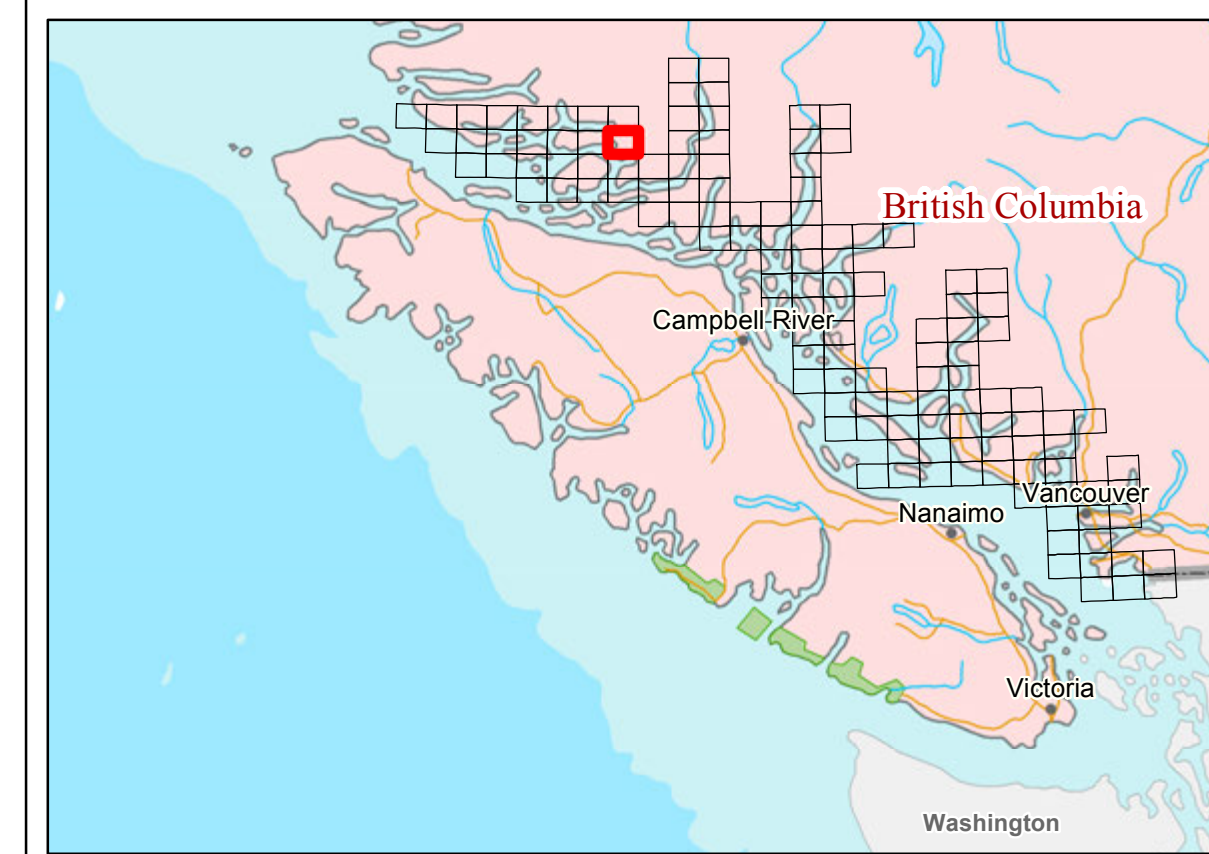 British Columbia
Campbell River
Vancouver
Nanaimo
Victoria
Washington